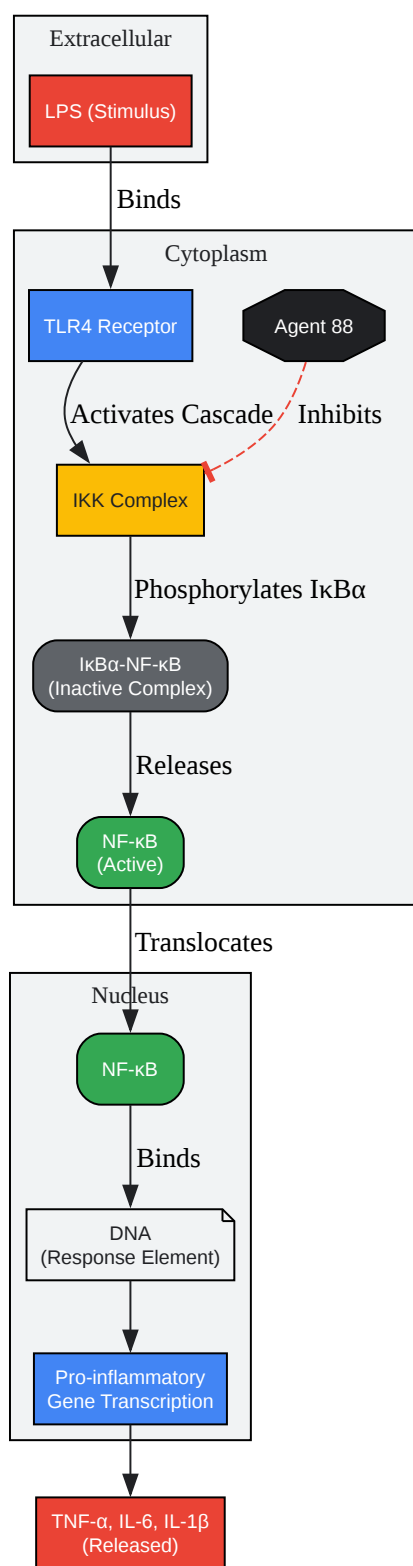 Extracellular
LPS (Stimulus)
Binds
Cytoplasm
TLR4 Receptor
Agent 88
Activates Cascade
Inhibits
IKK Complex
Phosphorylates IκBα
IκBα-NF-κB
(Inactive Complex)
Releases
NF-κB
(Active)
Translocates
Nucleus
NF-κB
Binds
DNA
(Response Element)
Pro-inflammatory
Gene Transcription
TNF-α, IL-6, IL-1β
(Released)